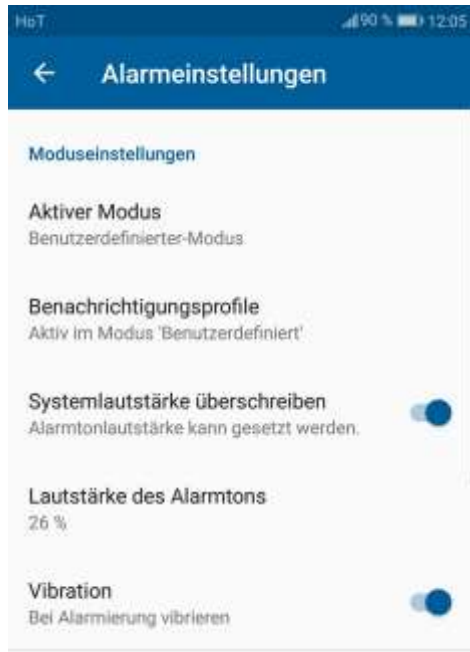 HoT 90 % 12:05
Alarmeinstellungen
Moduseinstellungen
Aktiver Modus
Benutzerdefinierter-Modus
Benachrichtigungsprofile
Aktiv im Modus 'Benutzerdefiniert'
Systemlautstärke überschreiben
Alarmtonlautstärke kann gesetzt werden.
Lautstärke des Alarmtons
26 %
Vibration
Bei Alarmierung vibrieren